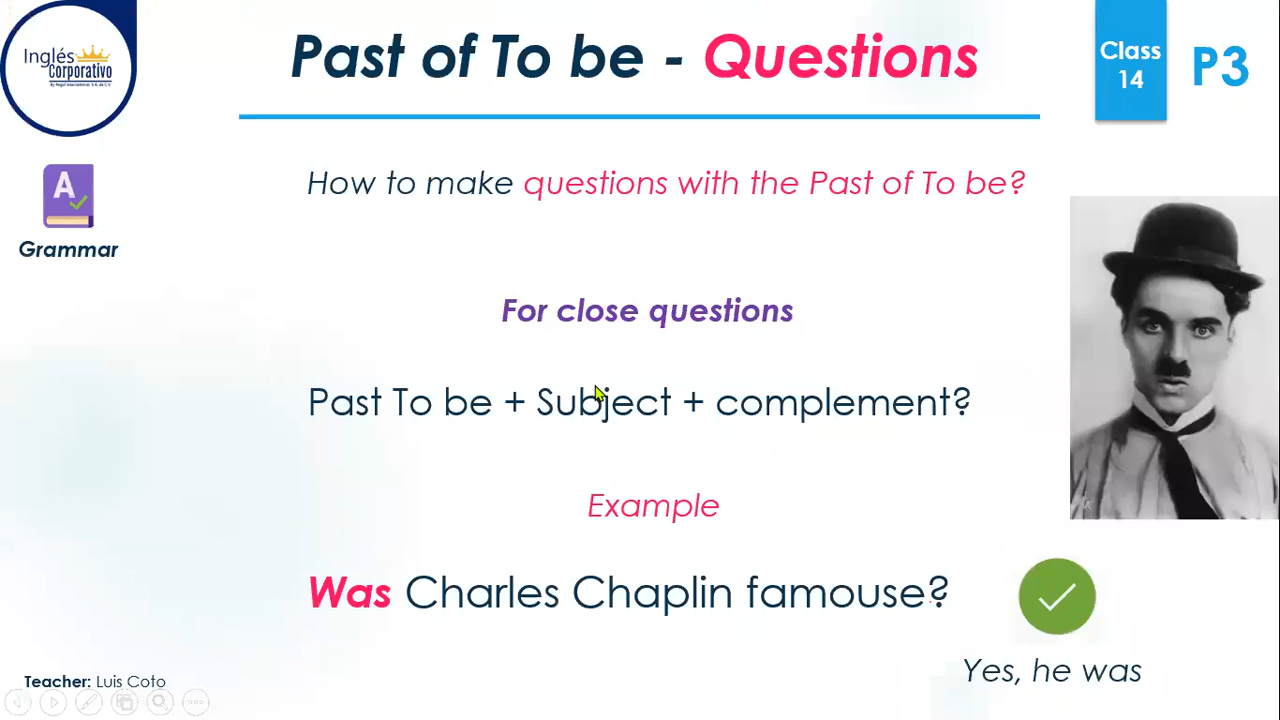 Inglés
Corporativo
Past of To be - Questions
Class
14
P3
How to make questions with the Past of To be?
A
Grammar
For close questions
Past To be + Subject + complement?
Example
Was Charles Chaplin famouse?
Yes, he was
Teacher: Luis Coto